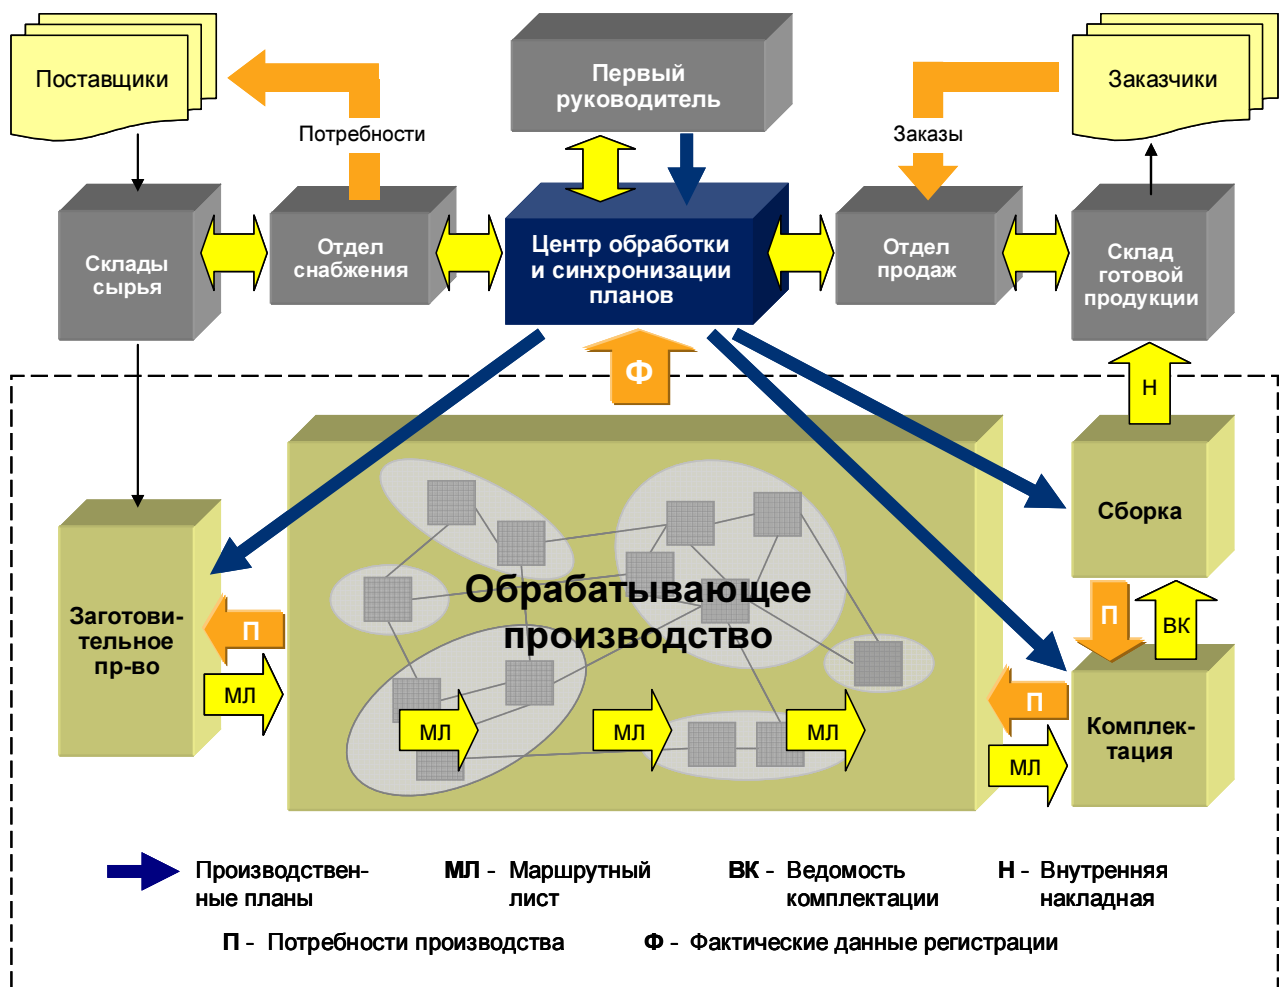 Поставщики
Первый
руководитель
Заказчики
Потребности
Заказы
Склады
сырья
Отдел
снабжения
Центр обработки
и синхронизации
планов
Отдел
продаж
Склад
готовой
продукции
Ф
Н
Сборка
Обрабатывающее
производство
Заготови-
тельное
пр-во
П
МЛ
МЛ
МЛ
МЛ
П
ВК
П
МЛ
Комплек-
тация
Производствен-
ные планы
МЛ - Маршрутный
лист
ВК - Ведомость
комплектации
Н - Внутренняя
накладная
П - Потребности производства
Ф - Фактические данные регистрации